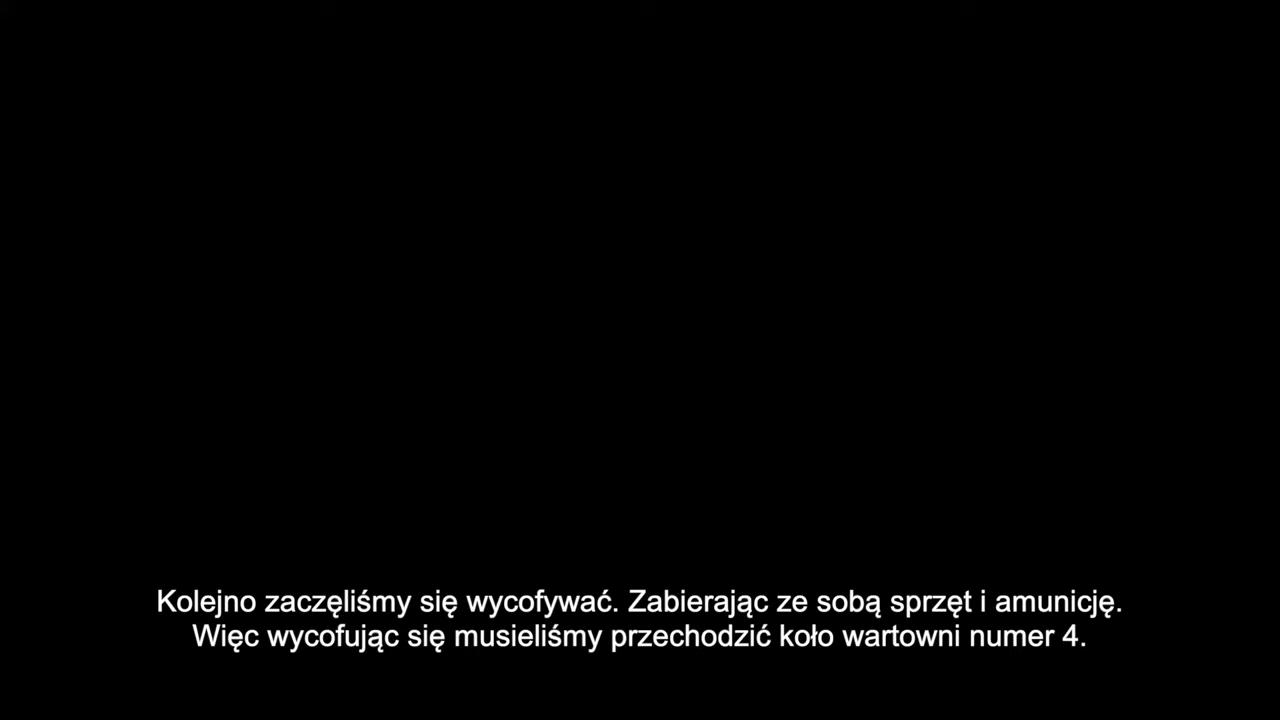 Kolejno zaczęliśmy się wycofywać. Zabierając ze sobą sprzęt i amunicję.
Więc wycofując się musieliśmy przechodzić koło wartowni numer 4.